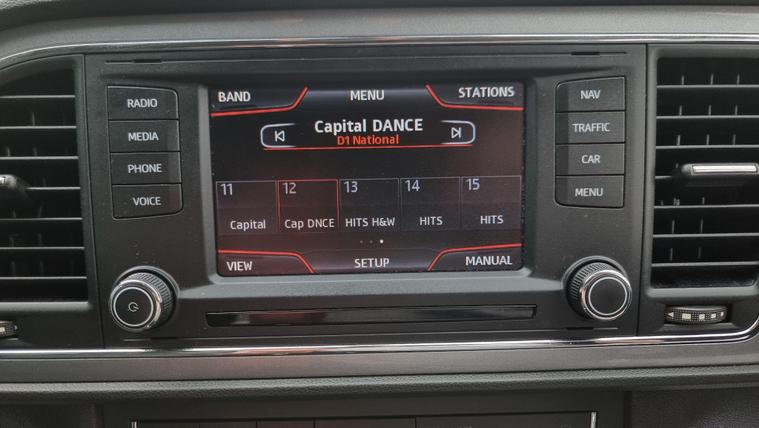 RADIO
MEDIA
PHONE
VOICE
BAND MENU STATIONS
Capital DANCE
D1 National
11 12 13 14 15
Capital Cap DNCE HITS H&W HITS HITS
VIEW SETUP MANUAL
NAV
TRAFFIC
CAR
MENU